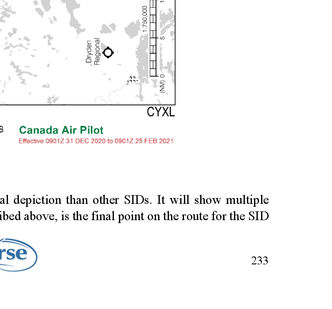 1:750,000
5
(NM) 0
Dryden
Regional
CYXL
Canada Air Pilot
Effective 0901Z 31 DEC 2020 to 0901Z 25 FEB 2021
al depiction than other SIDs. It will show multiple
ibed above, is the final point on the route for the SID
rse
233